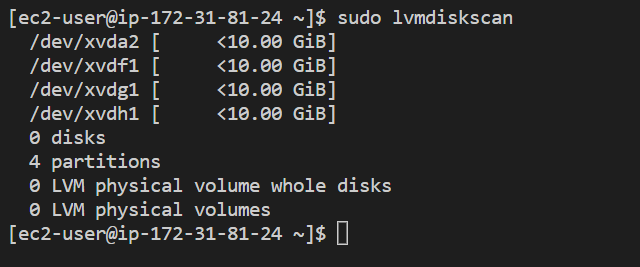 [ec2-user@ip-172-31-81-24 ~]$ sudo lvmdiskscan
  /dev/xvda2 [     <10.00 GiB]
  /dev/xvdf1 [     <10.00 GiB]
  /dev/xvdg1 [     <10.00 GiB]
  /dev/xvdh1 [     <10.00 GiB]
  0 disks
  4 partitions
  0 LVM physical volume whole disks
  0 LVM physical volumes
[ec2-user@ip-172-31-81-24 ~]$